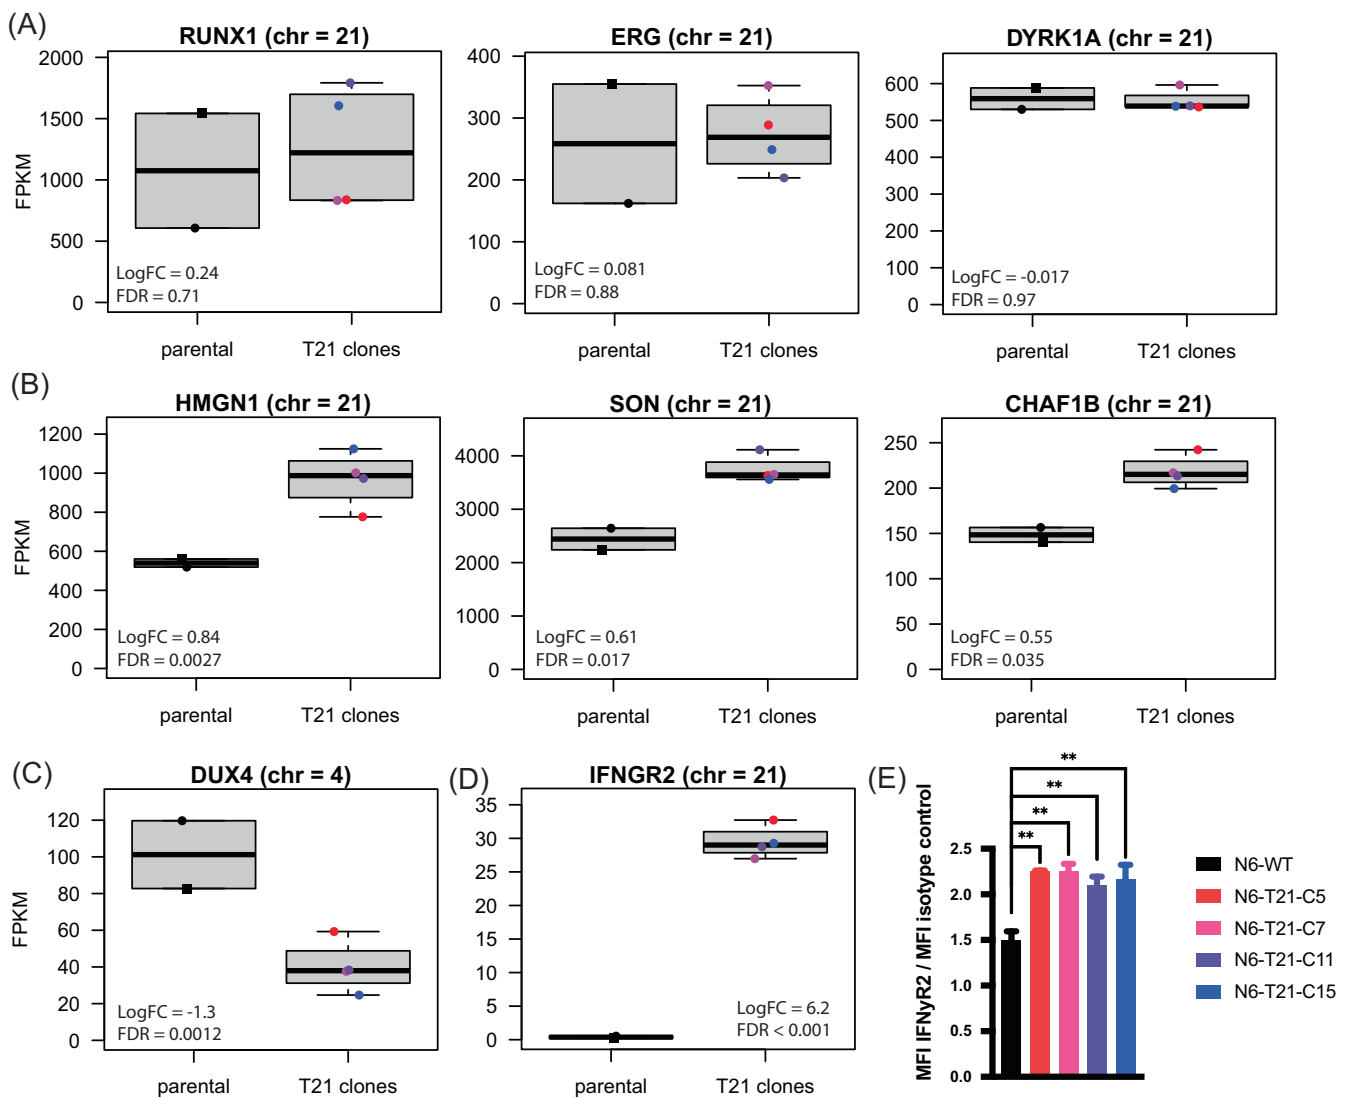 (A)
RUNX1 (chr = 21)
2000
1500
1000
500
0
FPKM
LogFC = 0.24
FDR = 0.71
parental
T21 clones
ERG (chr = 21)
400
300
200
100
0
LogFC = 0.081
FDR = 0.88
parental
T21 clones
DYRK1A (chr = 21)
600
500
400
300
200
100
0
LogFC = -0.017
FDR = 0.97
parental
T21 clones
(B)
HMGN1 (chr = 21)
1200
1000
800
600
400
200
0
FPKM
LogFC = 0.84
FDR = 0.0027
parental
T21 clones
SON (chr = 21)
4000
3000
2000
1000
0
LogFC = 0.61
FDR = 0.017
parental
T21 clones
CHAF1B (chr = 21)
250
200
150
100
50
0
LogFC = 0.55
FDR = 0.035
parental
T21 clones
(C)
DUX4 (chr = 4)
120
100
80
60
40
20
0
FPKM
LogFC = -1.3
FDR = 0.0012
parental
T21 clones
(D)
IFNGR2 (chr = 21)
35
30
25
20
15
10
5
0
LogFC = 6.2
FDR < 0.001
parental
T21 clones
(E)
MFI IFNyR2 / MFI isotype control
2.5
2.0
1.5
1.0
0.5
0.0
**
**
**
**
N6-WT
N6-T21-C5
N6-T21-C7
N6-T21-C11
N6-T21-C15